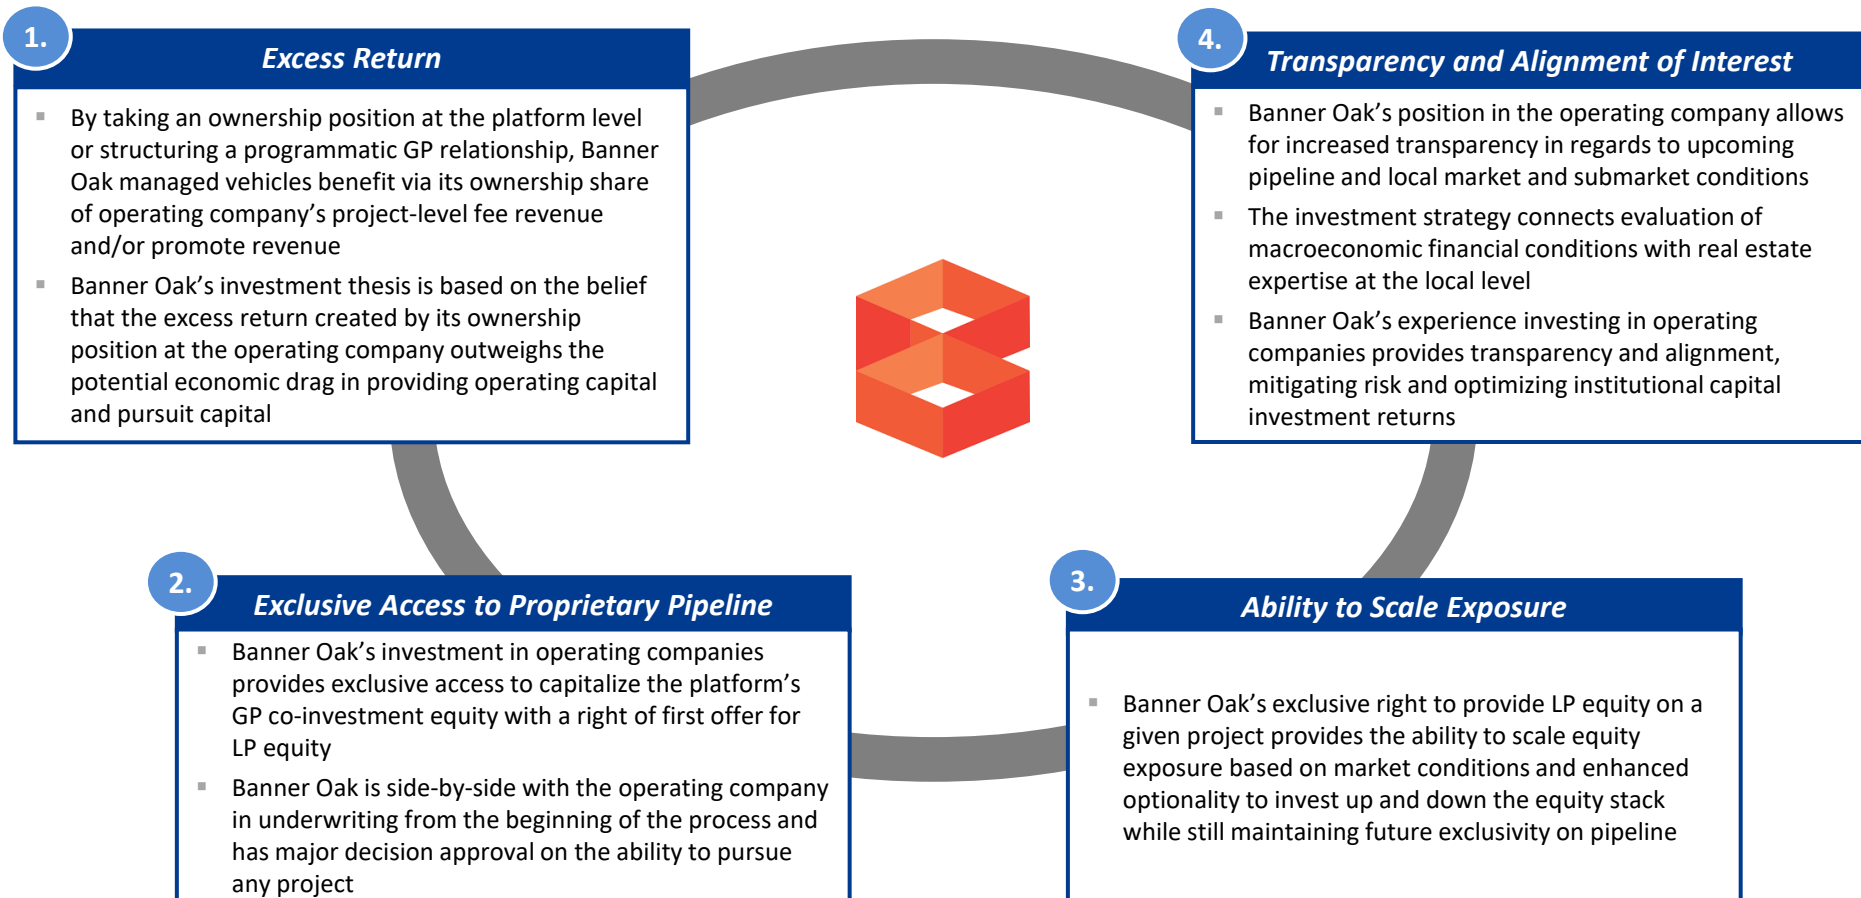 1.
Excess Return
▪ By taking an ownership position at the platform level
or structuring a programmatic GP relationship, Banner
Oak managed vehicles benefit via its ownership share
of operating company’s project-level fee revenue
and/or promote revenue
▪ Banner Oak’s investment thesis is based on the belief
that the excess return created by its ownership
position at the operating company outweighs the
potential economic drag in providing operating capital
and pursuit capital
2.
Exclusive Access to Proprietary Pipeline
▪ Banner Oak’s investment in operating companies
provides exclusive access to capitalize the platform’s
GP co-investment equity with a right of first offer for
LP equity
▪ Banner Oak is side-by-side with the operating company
in underwriting from the beginning of the process and
has major decision approval on the ability to pursue
any project
3.
Ability to Scale Exposure
▪ Banner Oak’s exclusive right to provide LP equity on a
given project provides the ability to scale equity
exposure based on market conditions and enhanced
optionality to invest up and down the equity stack
while still maintaining future exclusivity on pipeline
4.
Transparency and Alignment of Interest
▪ Banner Oak’s position in the operating company allows
for increased transparency in regards to upcoming
pipeline and local market and submarket conditions
▪ The investment strategy connects evaluation of
macroeconomic financial conditions with real estate
expertise at the local level
▪ Banner Oak’s experience investing in operating
companies provides transparency and alignment,
mitigating risk and optimizing institutional capital
investment returns